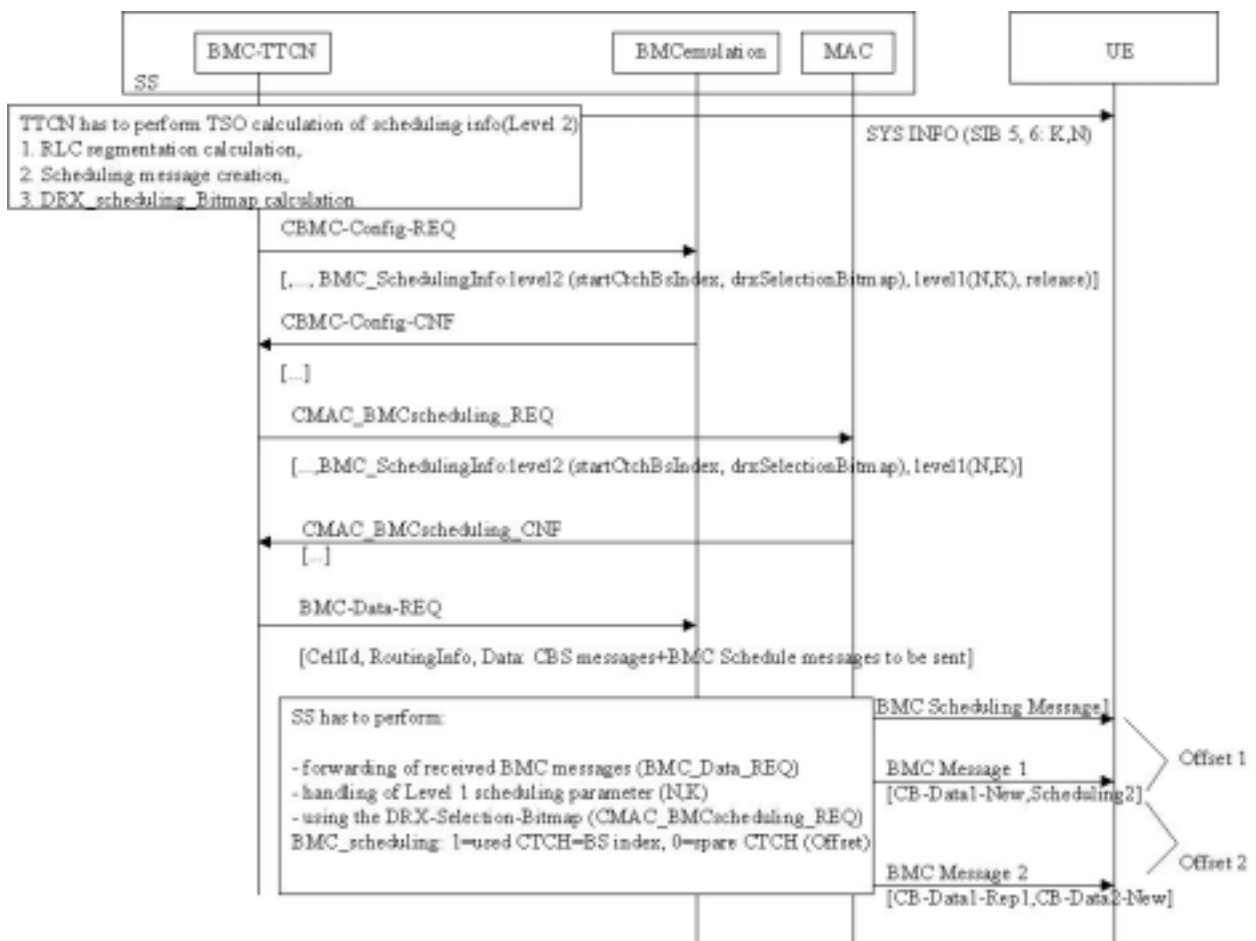 BMC-TTCN
BMCemulation
MAC
UE
SS
TTCN has to perform TSO calculation of scheduling info(Level 2)
1. RLC segmentation calculation,
2. Scheduling message creation,
3. DRX_scheduling_Bitmap calculation
SYS INFO (SIB 5, 6: K,N)
CBMC-Config-REQ
[,..., BMC_SchedulingInfo:level2 (startCtchBsIndex, drxSelectionBitmap), level1(N,K), release)]
CBMC-Config-CNF
[...]
CMAC_BMCscheduling_REQ
[...,BMC_SchedulingInfo:level2 (startCtchBsIndex, drxSelectionBitmap), level1(N,K)]
CMAC_BMCscheduling_CNF
[...]
BMC-Data-REQ
[CellId, RoutingInfo, Data: CBS messages+BMC Schedule messages to be sent]
SS has to perform:
- forwarding of received BMC messages (BMC_Data_REQ)
- handling of Level 1 scheduling parameter (N,K)
- using the DRX-Selection-Bitmap (CMAC_BMCscheduling_REQ)
BMC_scheduling: 1=used CTCH=BS index, 0=spare CTCH (Offset)
[BMC Scheduling Message]
Offset 1
BMC Message 1
[CB-Data1-New,Scheduling2]
Offset 2
BMC Message 2
[CB-Data1-Rep1,CB-Data2-New]